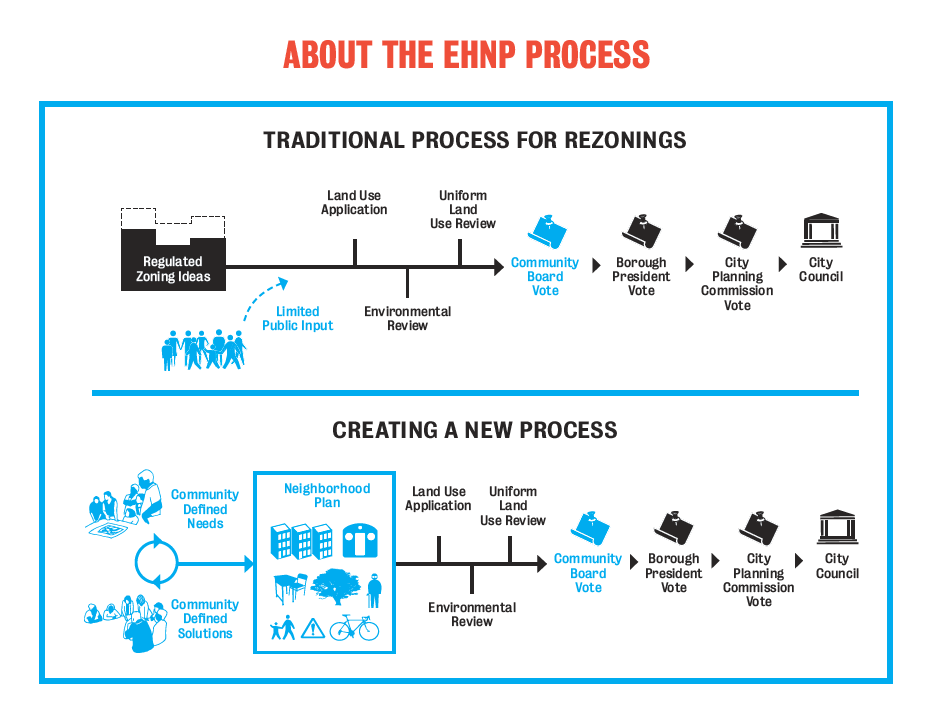 ABOUT THE EHNP PROCESS
TRADITIONAL PROCESS FOR REZONINGS
Regulated
Zoning Ideas
Limited
Public Input
Land Use
Application
Environmental
Review
Uniform
Land
Use Review
Community
Board
Vote
Borough
President
Vote
City
Planning
Commission
Vote
City
Council
CREATING A NEW PROCESS
Community
Defined
Needs
Community
Defined
Solutions
Neighborhood
Plan
Land Use
Application
Environmental
Review
Uniform
Land
Use Review
Community
Board
Vote
Borough
President
Vote
City
Planning
Commission
Vote
City
Council